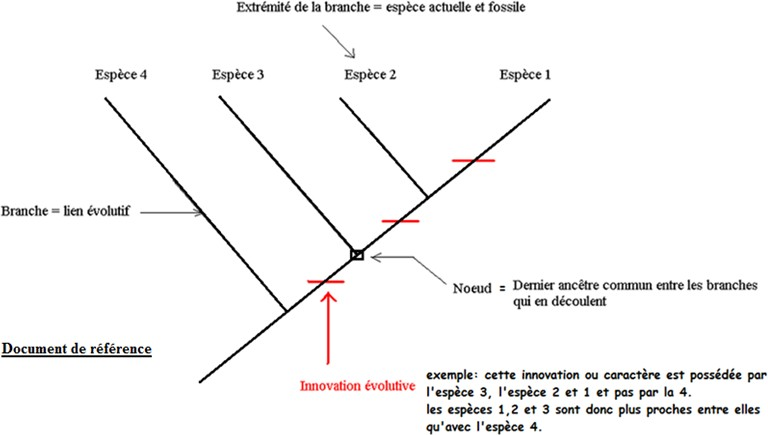 Extrémité de la branche = espèce actuelle et fossile
Espèce 4 Espèce 3 Espèce 2 Espèce 1
Branche = lien évolutif
Noeud = Dernier ancêtre commun entre les branches
qui en découlent
Document de référence
Innovation évolutive
exemple: cette innovation ou caractère est possédée par
l'espèce 3, l'espèce 2 et 1 et pas par la 4.
les espèces 1,2 et 3 sont donc plus proches entre elles
qu'avec l'espèce 4.